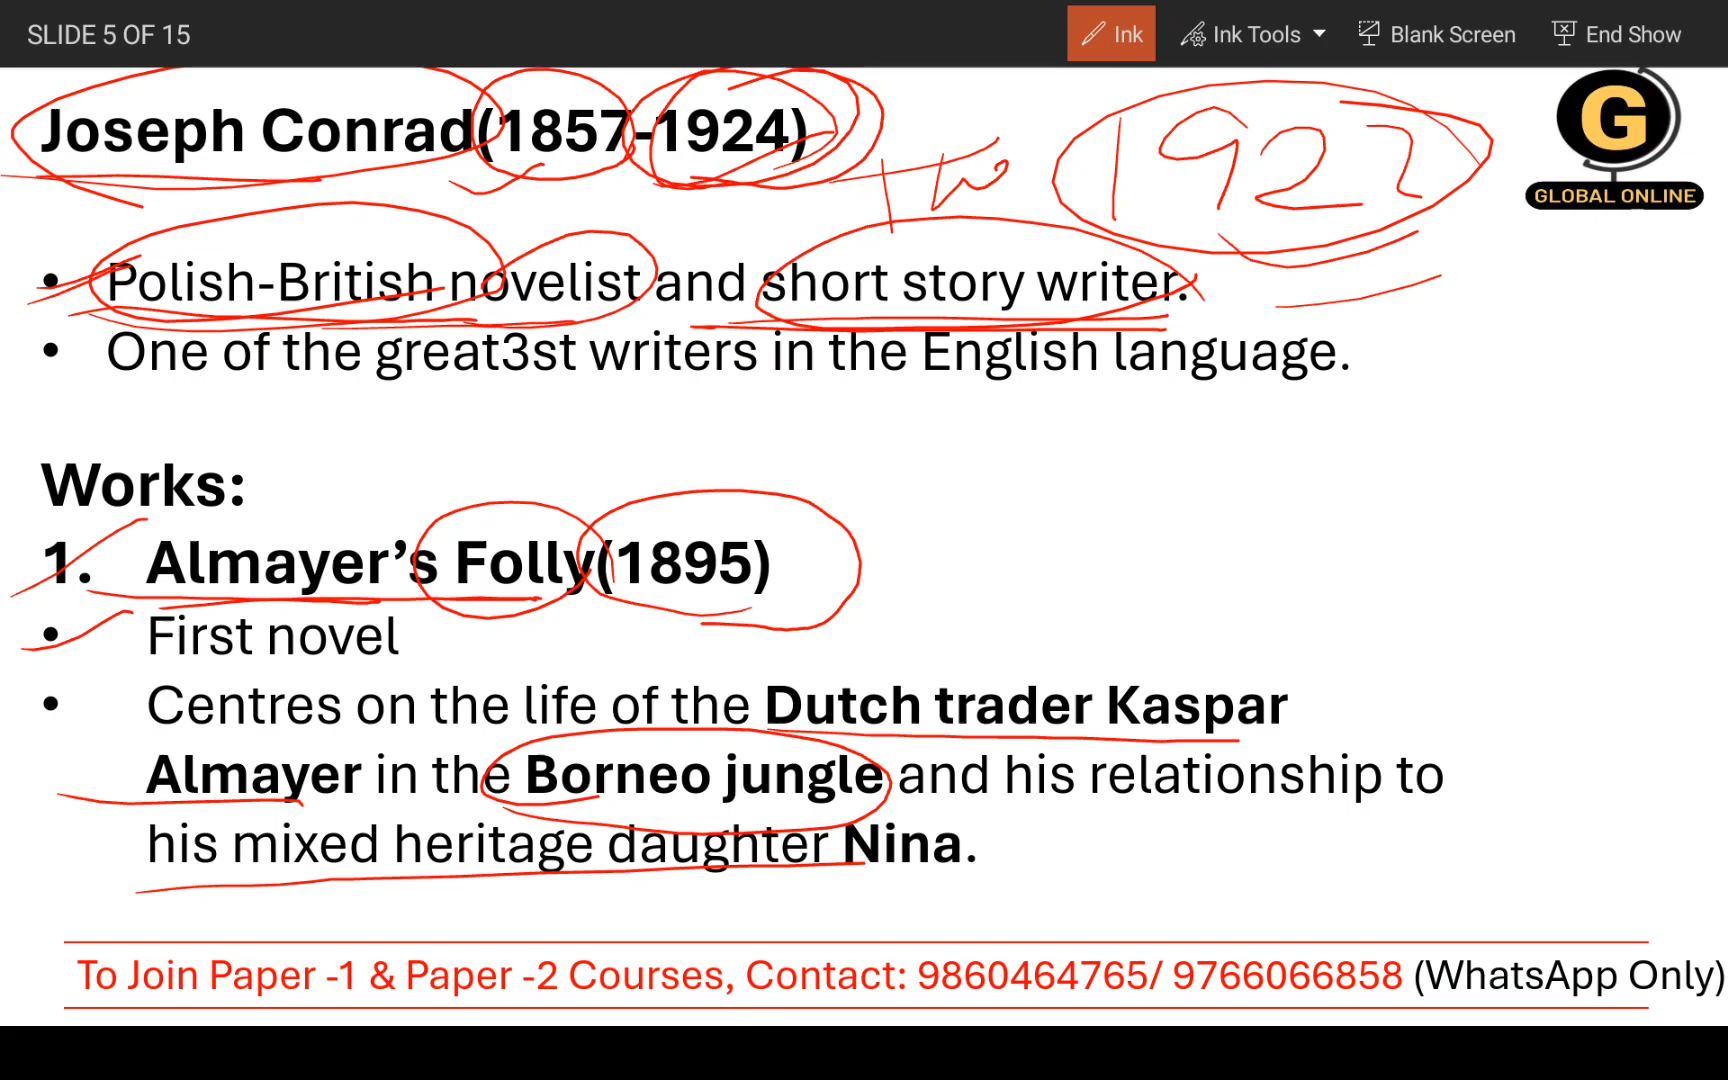 SLIDE 5 OF 15
Ink
Ink Tools
Blank Screen
End Show
Joseph Conrad(1857-1924)
1922
G
GLOBAL ONLINE
• Polish-British novelist and short story writer.
• One of the great3st writers in the English language.
Works:
1. Almayer’s Folly(1895)
• First novel
• Centres on the life of the Dutch trader Kaspar
Almayer in the Borneo jungle and his relationship to
his mixed heritage daughter Nina.
To Join Paper -1 & Paper -2 Courses, Contact: 9860464765/ 9766066858 (WhatsApp Only)